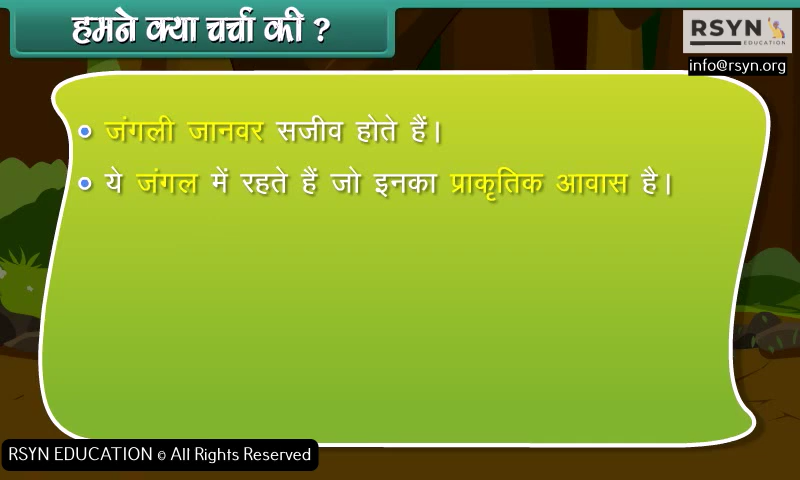 हमने क्या चर्चा की ?
RSYN
EDUCATION
info@rsyn.org
जंगली जानवर सजीव होते हैं।
ये जंगल में रहते हैं जो इनका प्राकृतिक आवास है।
RSYN EDUCATION © All Rights Reserved